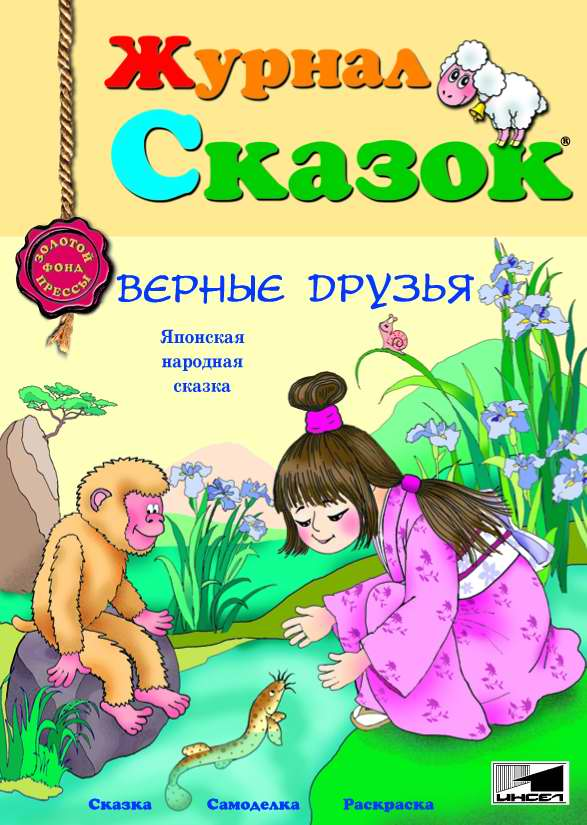 Журнал
Сказок®
ЗОЛОТОЙ
ФОНД
ПРЕССЫ
ВЕРНЫЕ ДРУЗЬЯ
Японская
народная
сказка
Сказка Самоделка Раскраска
ИНСЕЛ